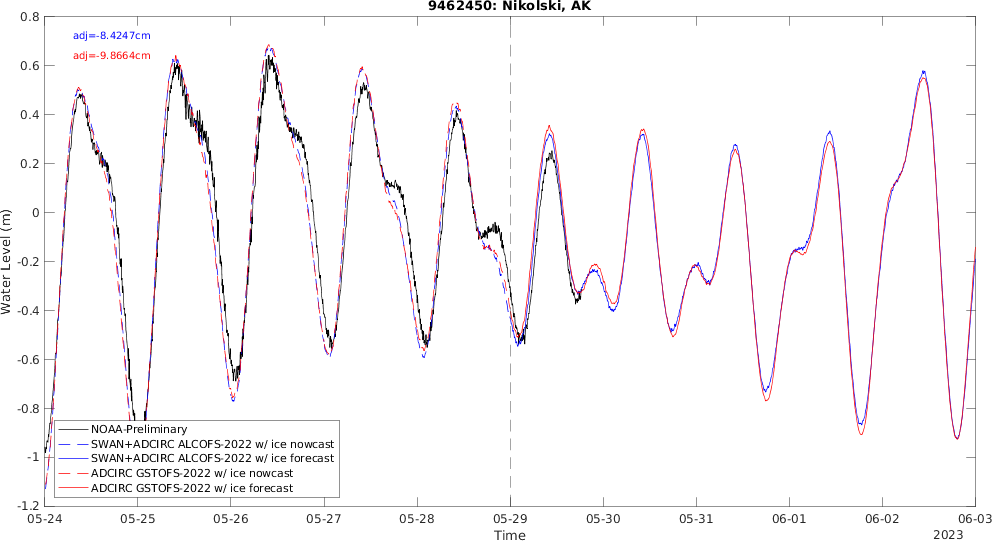 9462450: Nikolski, AK
adj=-8.4247cm
adj=-9.8664cm
Water Level (m)
0.8
0.6
0.4
0.2
0
-0.2
-0.4
-0.6
-0.8
-1
-1.2
NOAA-Preliminary
SWAN+ADCIRC ALCOFS-2022 w/ ice nowcast
SWAN+ADCIRC ALCOFS-2022 w/ ice forecast
ADCIRC GSTOFS-2022 w/ ice nowcast
ADCIRC GSTOFS-2022 w/ ice forecast
05-24 05-25 05-26 05-27 05-28 05-29 05-30 05-31 06-01 06-02 06-03
Time
2023